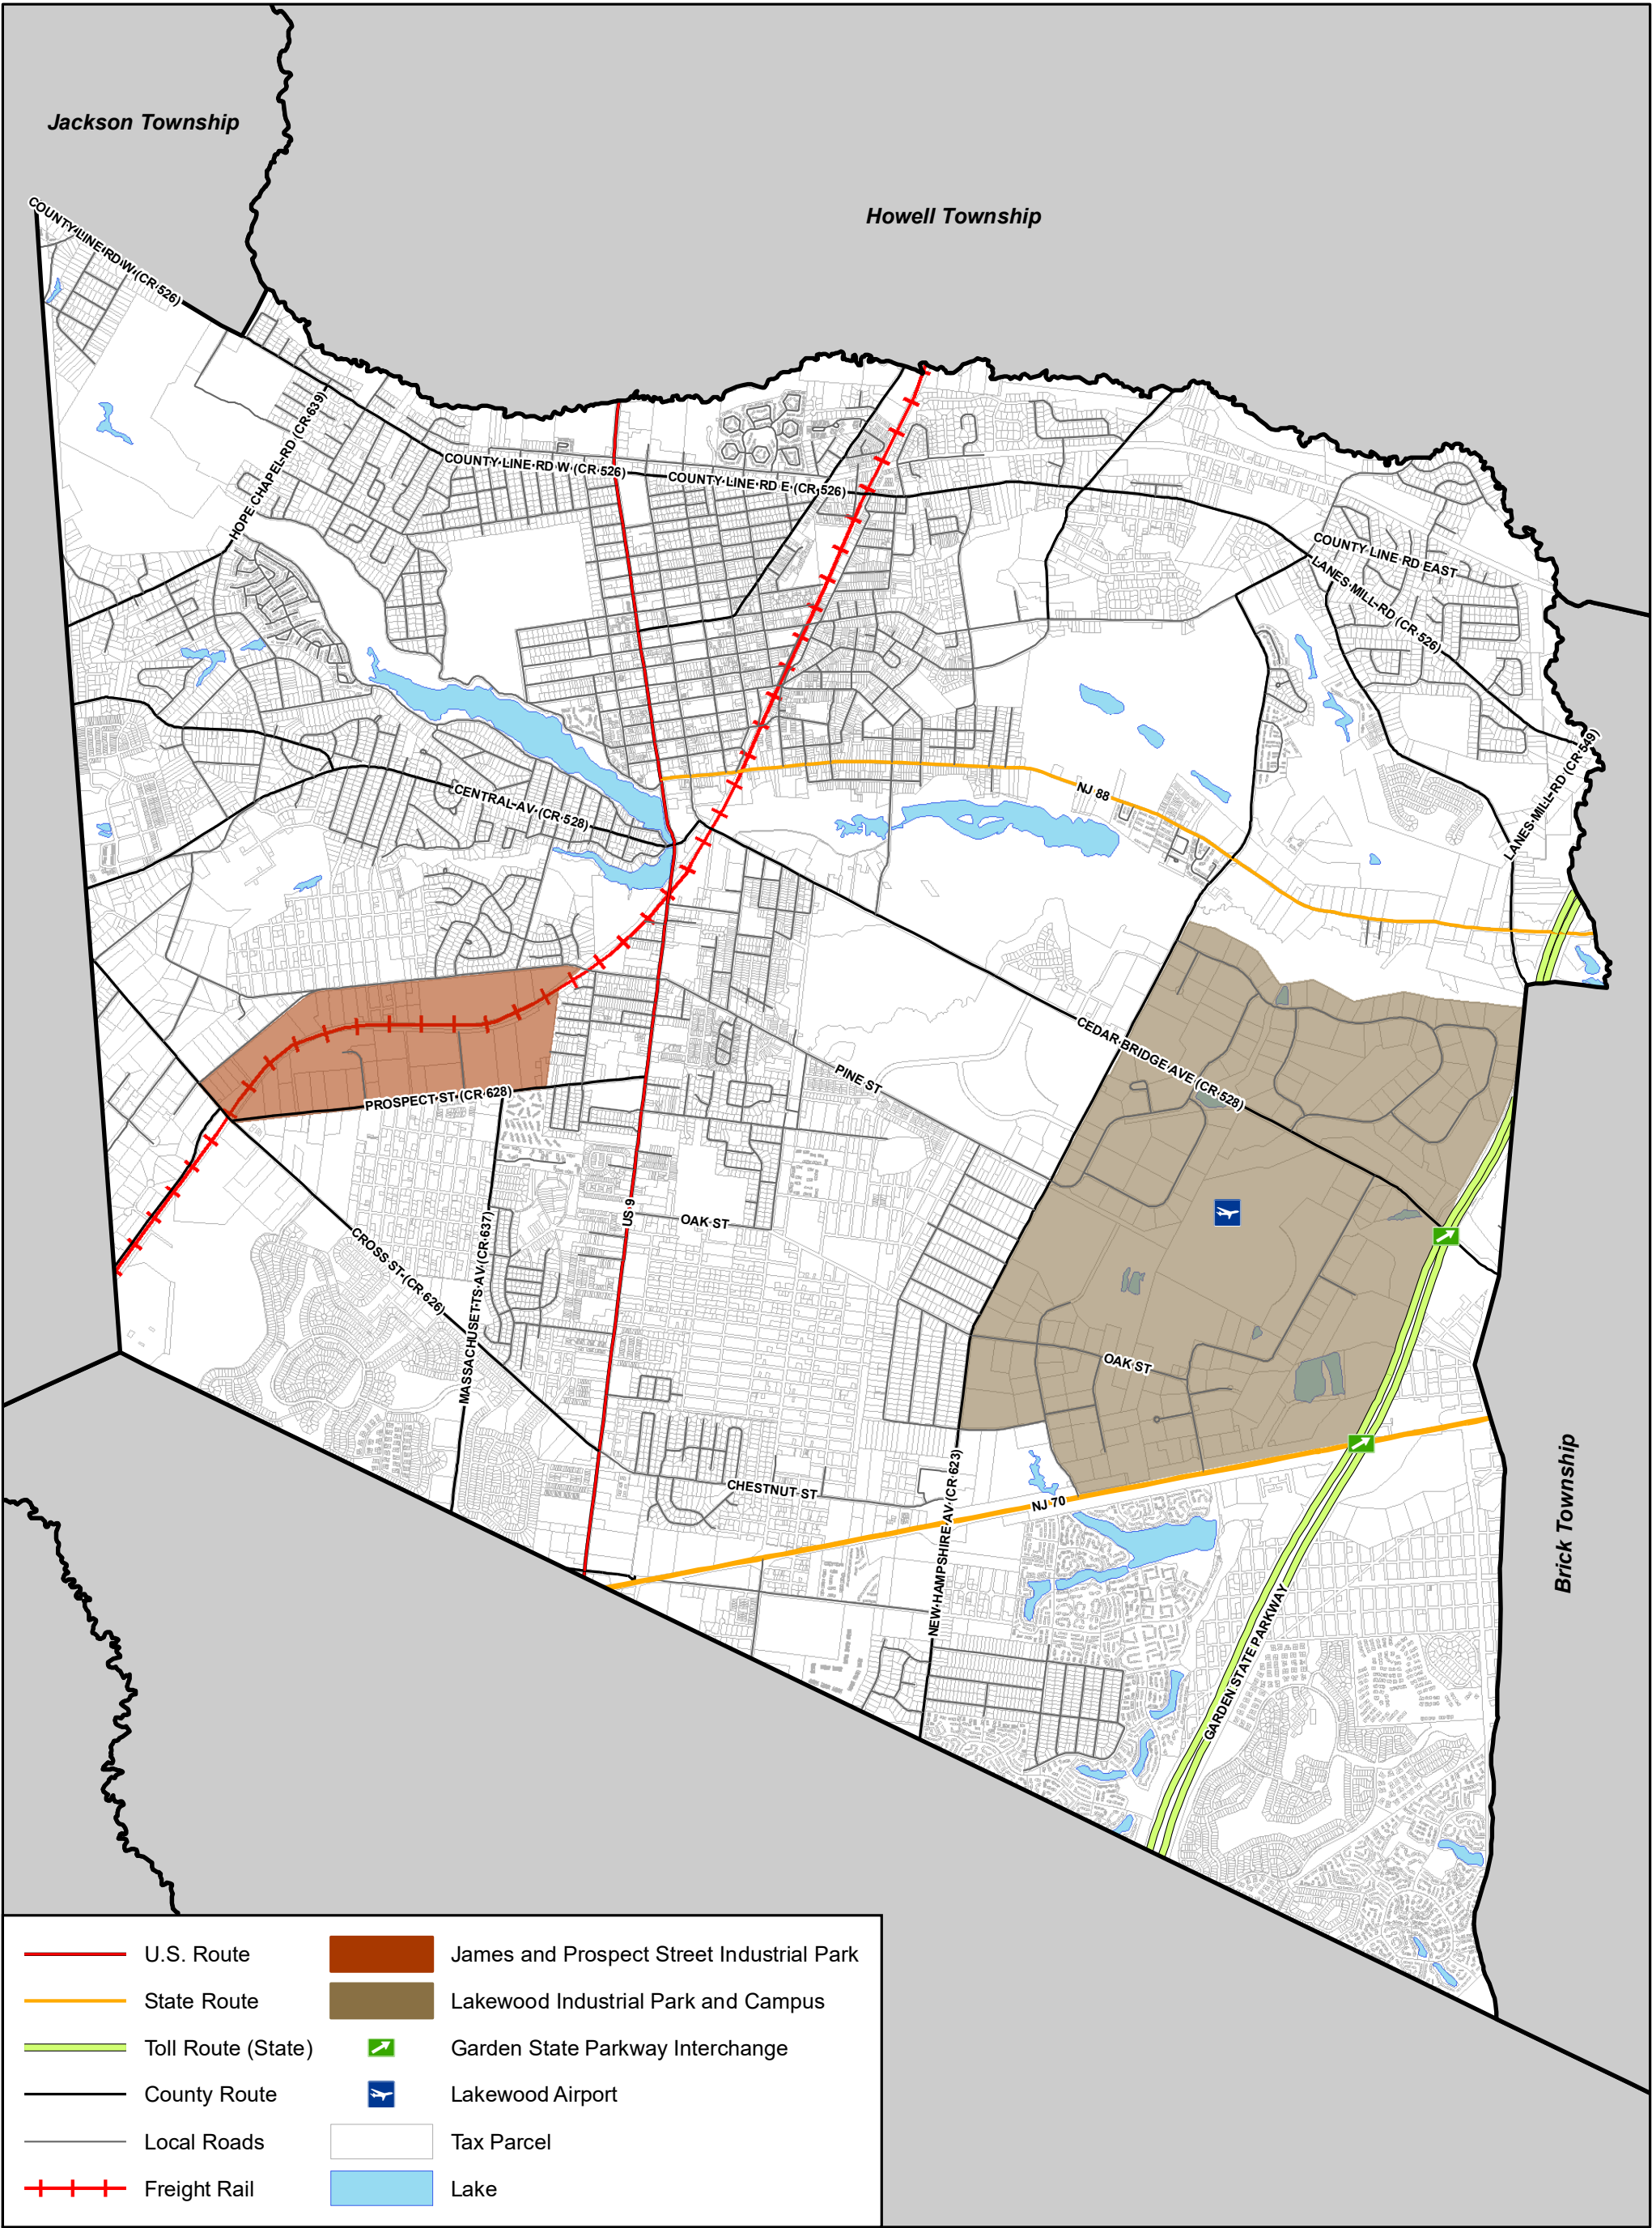 Jackson Township
Howell Township
COUNTY LINE RD W (CR 526)
HOPE CHAPEL RD (CR 639)
COUNTY LINE RD W (CR 526)
COUNTY LINE RD E (CR 526)
COUNTY LINE RD EAST
LANES MILL RD (CR 526)
LANES MILL RD (CR 549)
CENTRAL AV (CR 528)
NJ 88
CEDAR BRIDGE AVE (CR 528)
PINE ST
PROSPECT ST (CR 628)
US 9
OAK ST
CROSS ST (CR 626)
MASSACHUSETTS AV (CR 637)
OAK ST
CHESTNUT ST
NJ 70
NEW HAMPSHIRE AV (CR 623)
GARDEN STATE PARKWAY
Brick Township
U.S. Route
State Route
Toll Route (State)
County Route
Local Roads
Freight Rail
James and Prospect Street Industrial Park
Lakewood Industrial Park and Campus
Garden State Parkway Interchange
Lakewood Airport
Tax Parcel
Lake